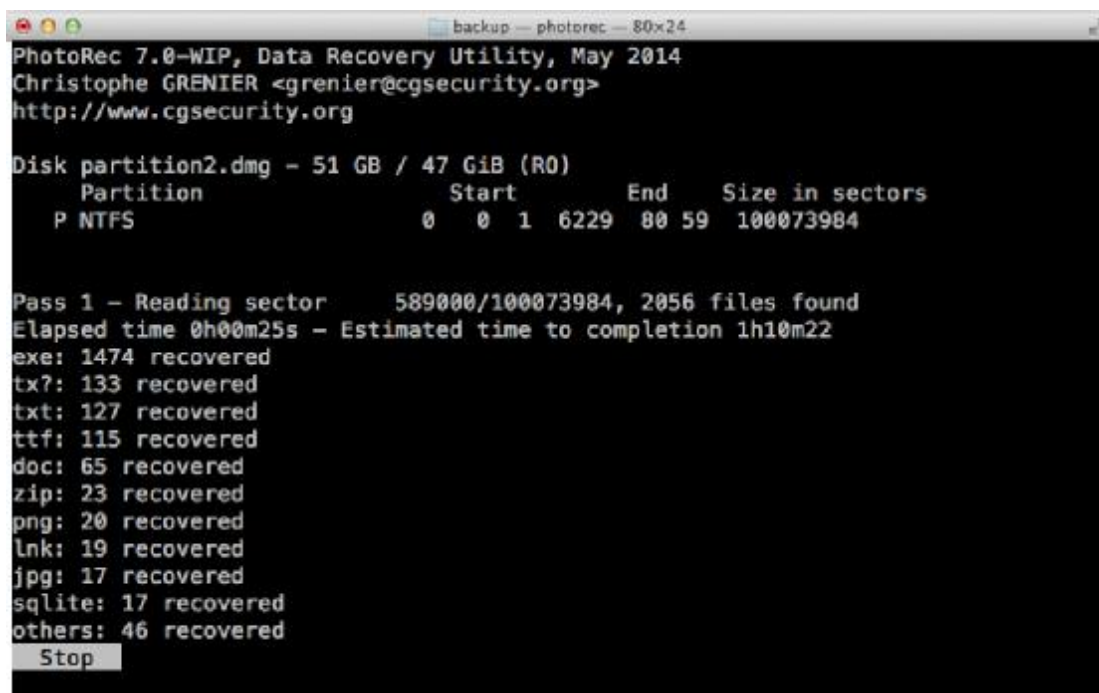 backup — photorec — 80×24
PhotoRec 7.0-WIP, Data Recovery Utility, May 2014
Christophe GRENIER <grenier@cgsecurity.org>
http://www.cgsecurity.org
Disk partition2.dmg - 51 GB / 47 GiB (RO)
Partition Start End Size in sectors
P NTFS 0 0 1 6229 80 59 100073984
Pass 1 - Reading sector 589000/100073984, 2056 files found
Elapsed time 0h00m25s - Estimated time to completion 1h10m22
exe: 1474 recovered
tx?: 133 recovered
txt: 127 recovered
ttf: 115 recovered
doc: 65 recovered
zip: 23 recovered
png: 20 recovered
lnk: 19 recovered
jpg: 17 recovered
sqlite: 17 recovered
others: 46 recovered
Stop